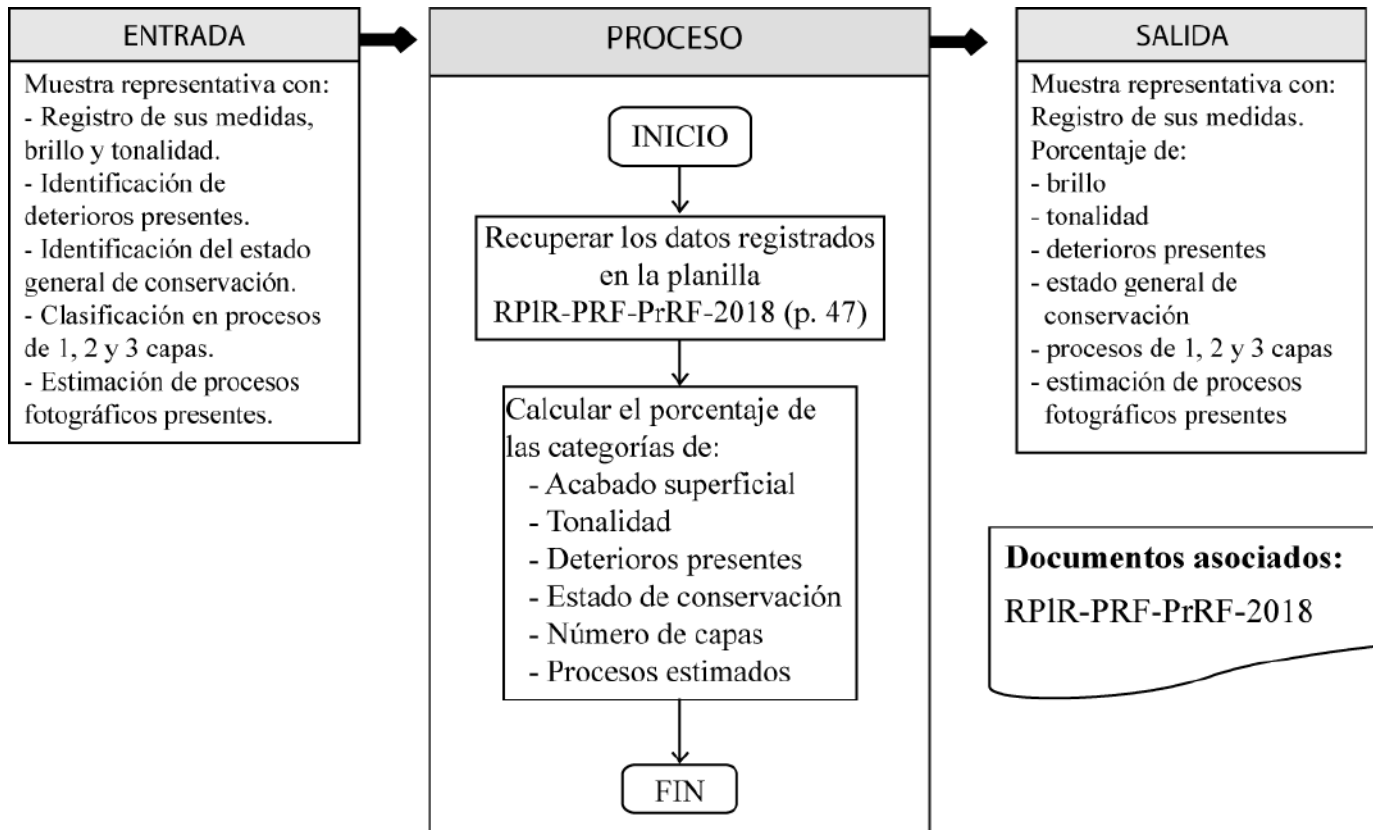 ENTRADA
Muestra representativa con:
- Registro de sus medidas,
brillo y tonalidad.
- Identificación de
deterioros presentes.
- Identificación del estado
general de conservación.
- Clasificación en procesos
de 1, 2 y 3 capas.
- Estimación de procesos
fotográficos presentes.
PROCESO
INICIO
Recuperar los datos registrados
en la planilla
RPlR-PRF-PrRF-2018 (p. 47)
Calcular el porcentaje de
las categorías de:
- Acabado superficial
- Tonalidad
- Deterioros presentes
- Estado de conservación
- Número de capas
- Procesos estimados
FIN
SALIDA
Muestra representativa con:
Registro de sus medidas.
Porcentaje de:
- brillo
- tonalidad
- deterioros presentes
- estado general de
conservación
- procesos de 1, 2 y 3 capas
- estimación de procesos
fotográficos presentes
Documentos asociados:
RPlR-PRF-PrRF-2018